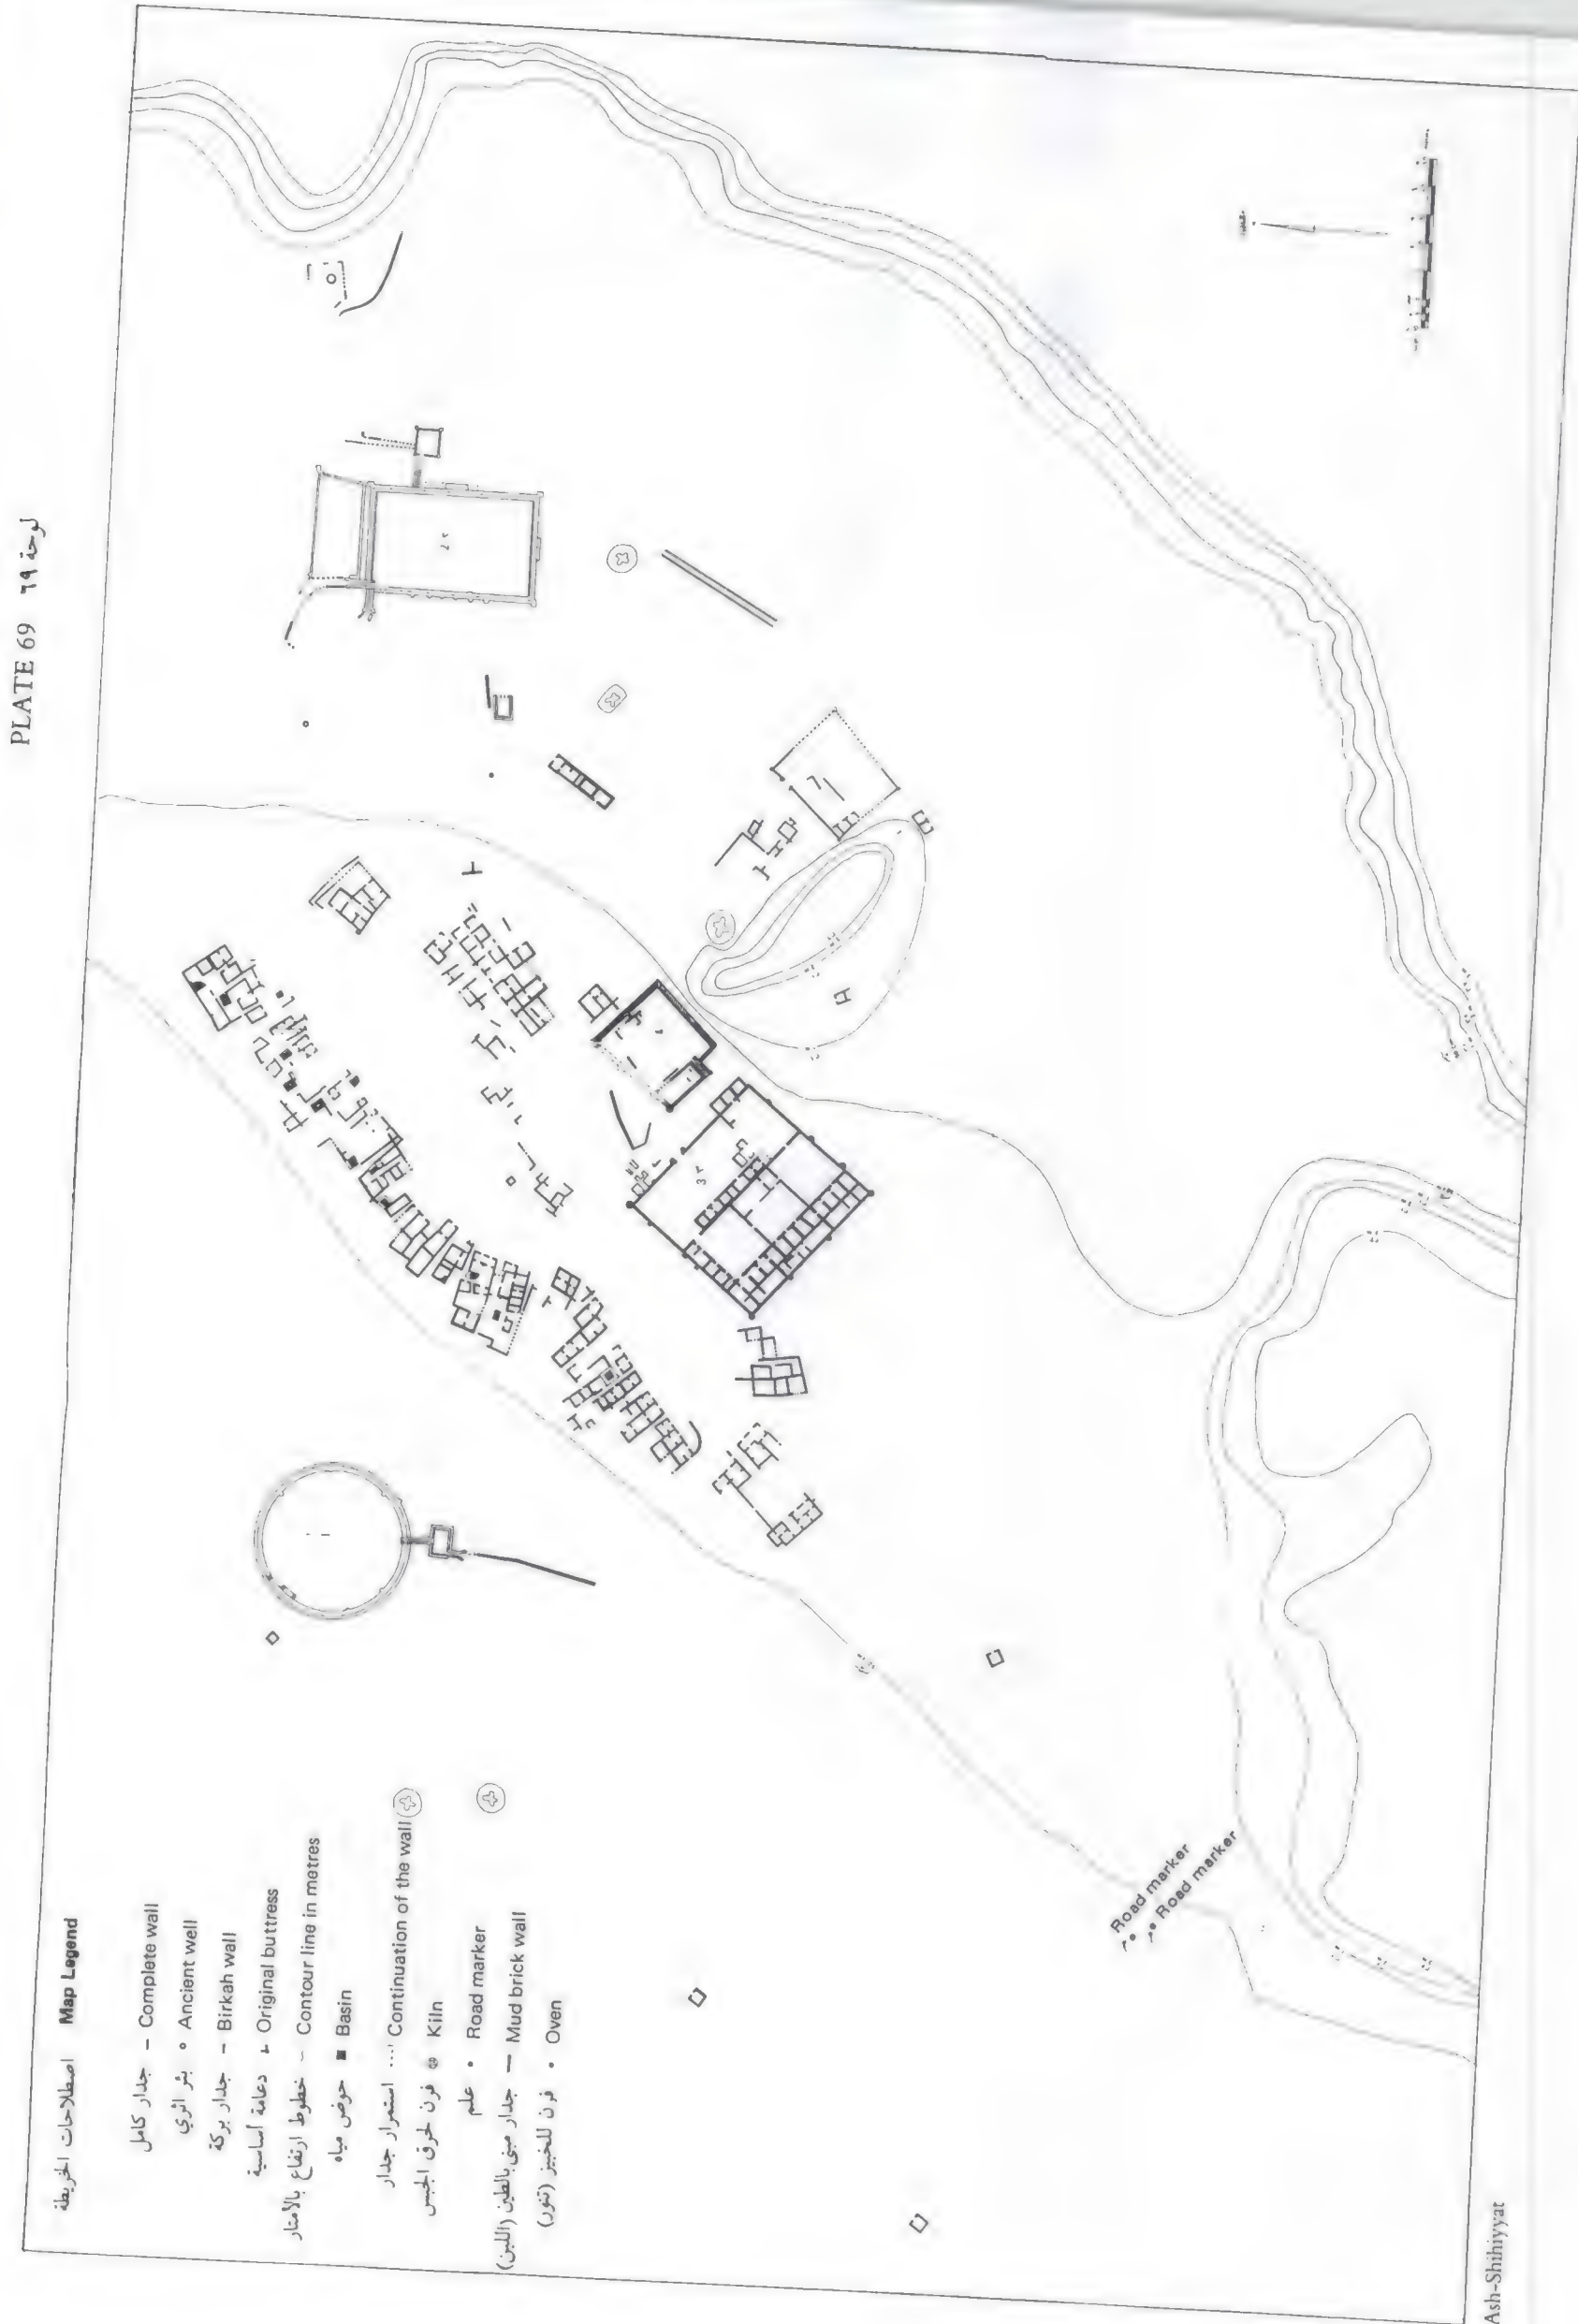 PLATE 69 لوحة ٦٩
اصطلاحات الخريطة Map Legend
جدار كامل – Complete wall
بئر اثري Ancient well
جدار بركة – Birkah wall
دعامة أساسية Original buttress
خطوط ارتفاع بالأمتار ~ Contour line in metres
حوض مياه ■ Basin
استمرار جدار .... Continuation of the wall
فرن لحرق الجبس Kiln
علم • Road marker
جدار مبنى بالطين (اللبن) — Mud brick wall
فرن للخبيز (تنور) • Oven
Road marker
Road marker
Ash-Shihiyyat